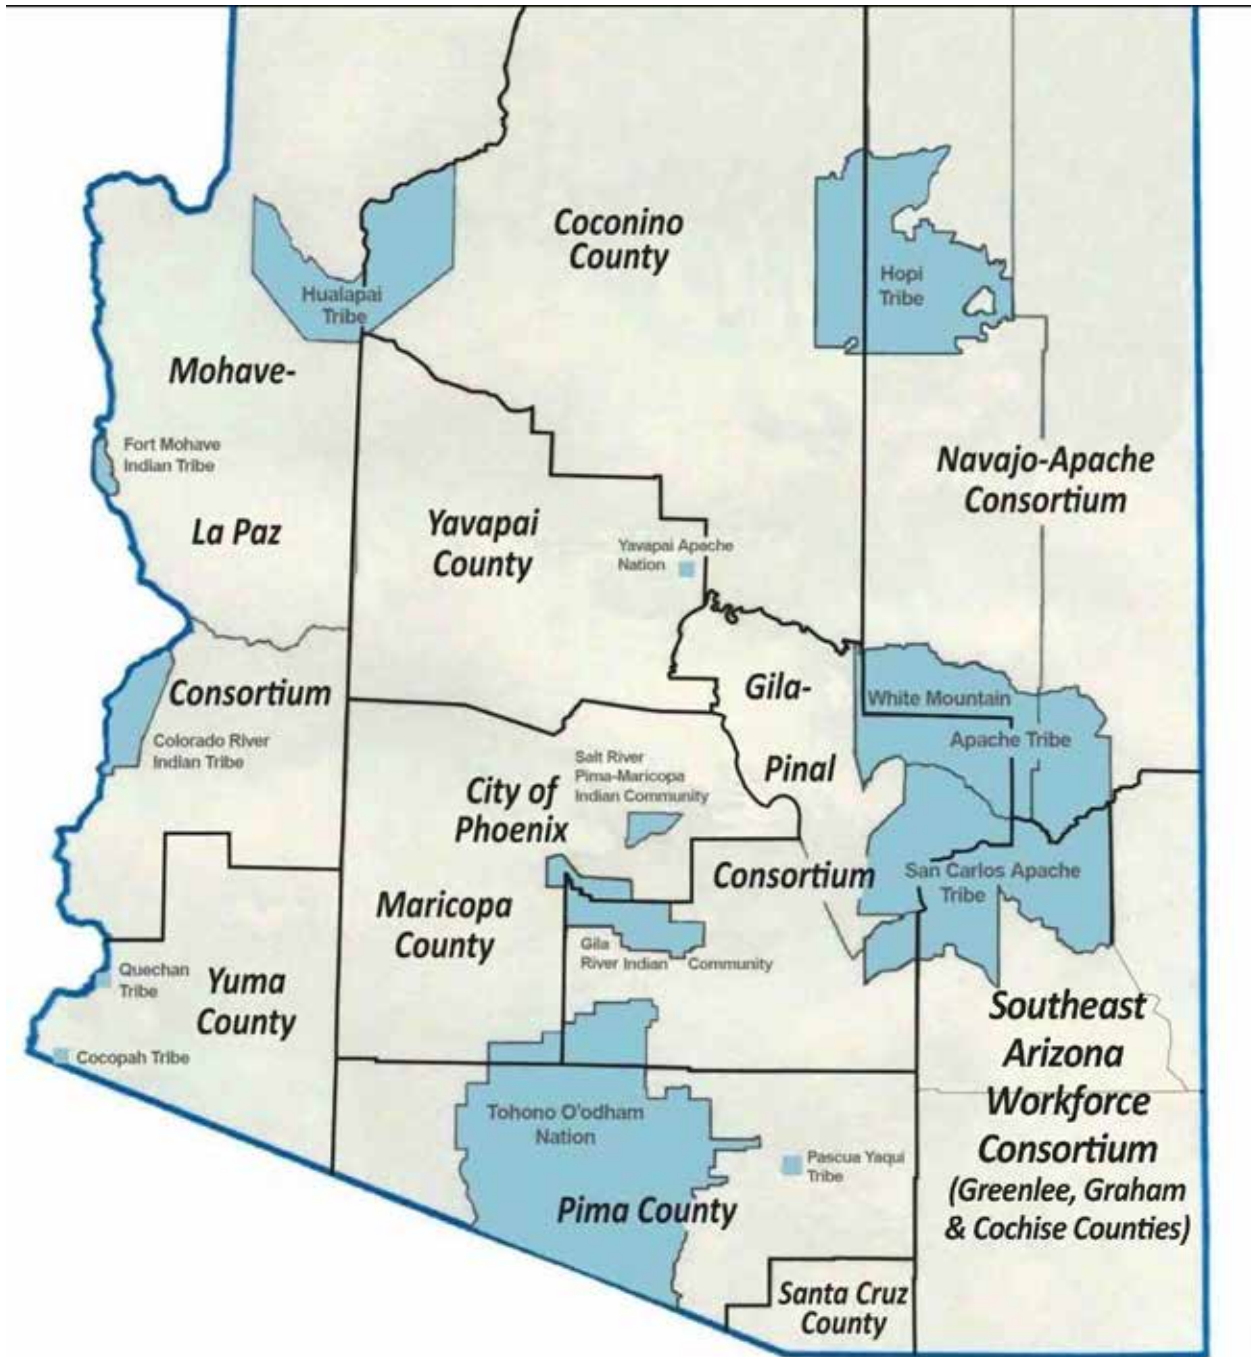 Coconino
County
Hualapai
Tribe
Hopi
Tribe
Mohave-
Fort Mohave
Indian Tribe
La Paz
Yavapai
County
Yavapai Apache
Nation
Navajo-Apache
Consortium
Consortium
Colorado River
Indian Tribe
Gila-
Pinal
Consortium
White Mountain
Apache Tribe
Salt River
Pima-Maricopa
Indian Community
City of
Phoenix
Maricopa
County
San Carlos Apache
Tribe
Gila
River Indian Community
Quechan
Tribe
Yuma
County
Cocopah Tribe
Southeast
Arizona
Workforce
Consortium
(Greenlee, Graham
& Cochise Counties)
Tohono O'odham
Nation
Pascua Yaqui
Tribe
Pima County
Santa Cruz
County